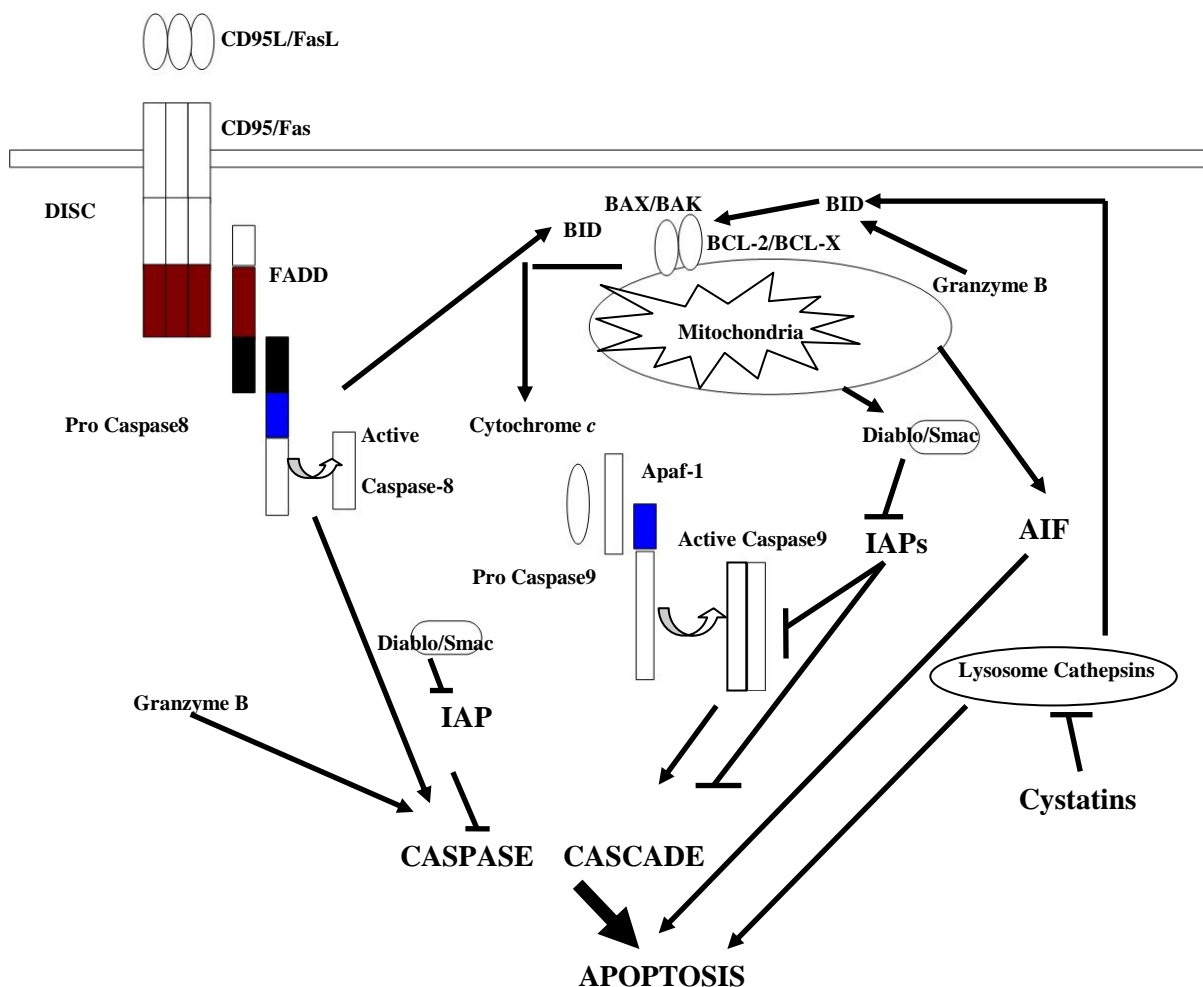 CD95L/FasL
CD95/Fas
DISC
BAX/BAK
BID
BID
BCL-2/BCL-X
FADD
Granzyme B
Mitochondria
Pro Caspase8
Active
Cytochrome c
Diablo/Smac
Caspase-8
Apaf-1
Active Caspase9
IAPs
AIF
Pro Caspase9
Diablo/Smac
Lysosome Cathepsins
Granzyme B
IAP
Cystatins
CASPASE CASCADE
APOPTOSIS